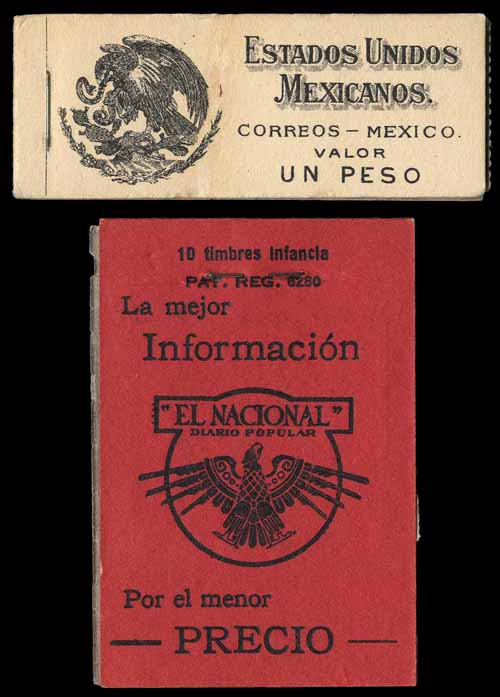 ESTADOS UNIDOS
MEXICANOS.
CORREOS – MEXICO.
VALOR
UN PESO
10 timbres infancia
PAT. REG. 6280
La mejor
Información
"EL NACIONAL"
DIARIO POPULAR
Por el menor
— PRECIO —